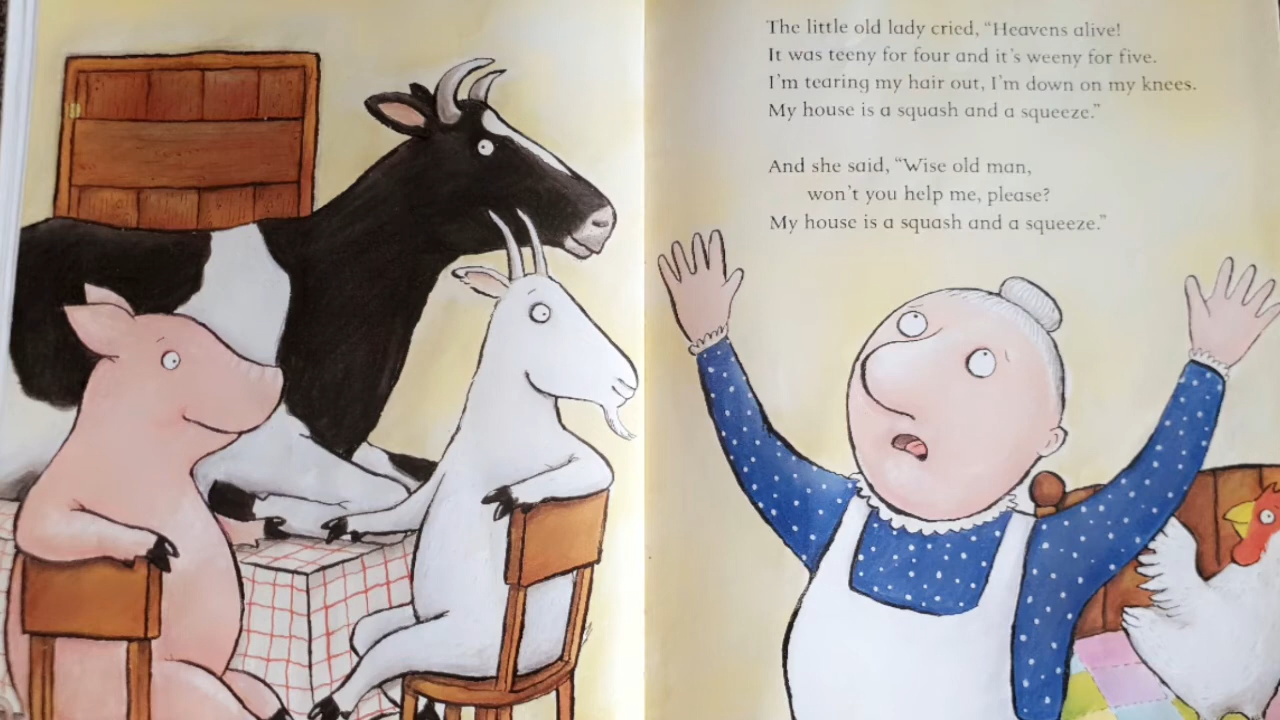 The little old lady cried, “Heavens alive!
It was teeny for four and it’s weeny for five.
I’m tearing my hair out, I’m down on my knees.
My house is a squash and a squeeze.”
And she said, “Wise old man,
won’t you help me, please?
My house is a squash and a squeeze.”